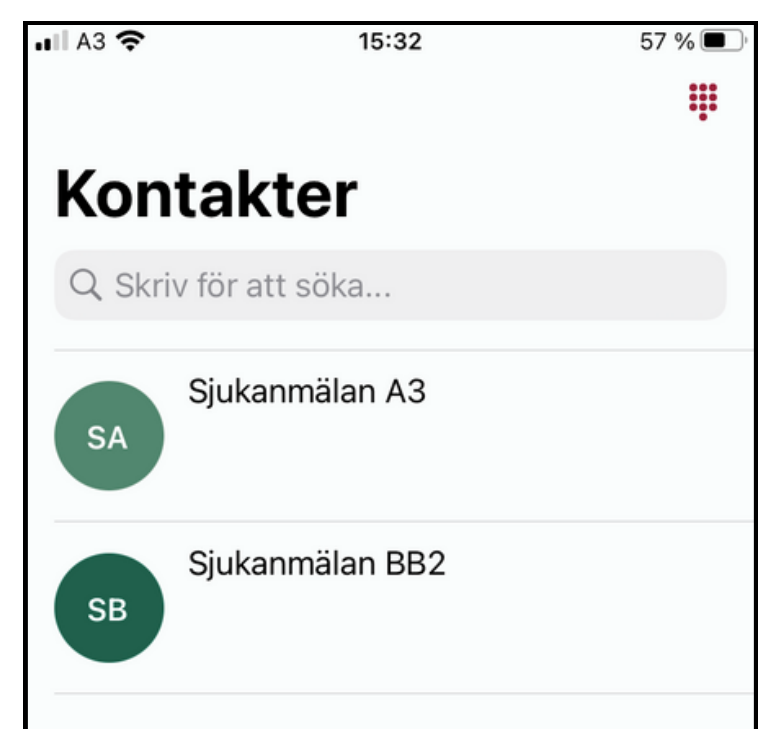 A3 15:32 57 %
Kontakter
Skriv för att söka...
SA Sjukanmälan A3
SB Sjukanmälan BB2